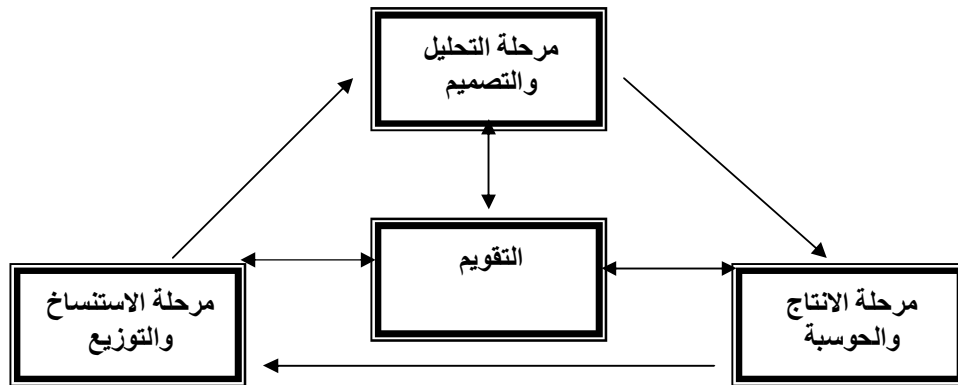 مرحلة التحليل
والتصميم
التقويم
مرحلة الانتاج
والحوسبة
مرحلة الاستنساخ
والتوزيع